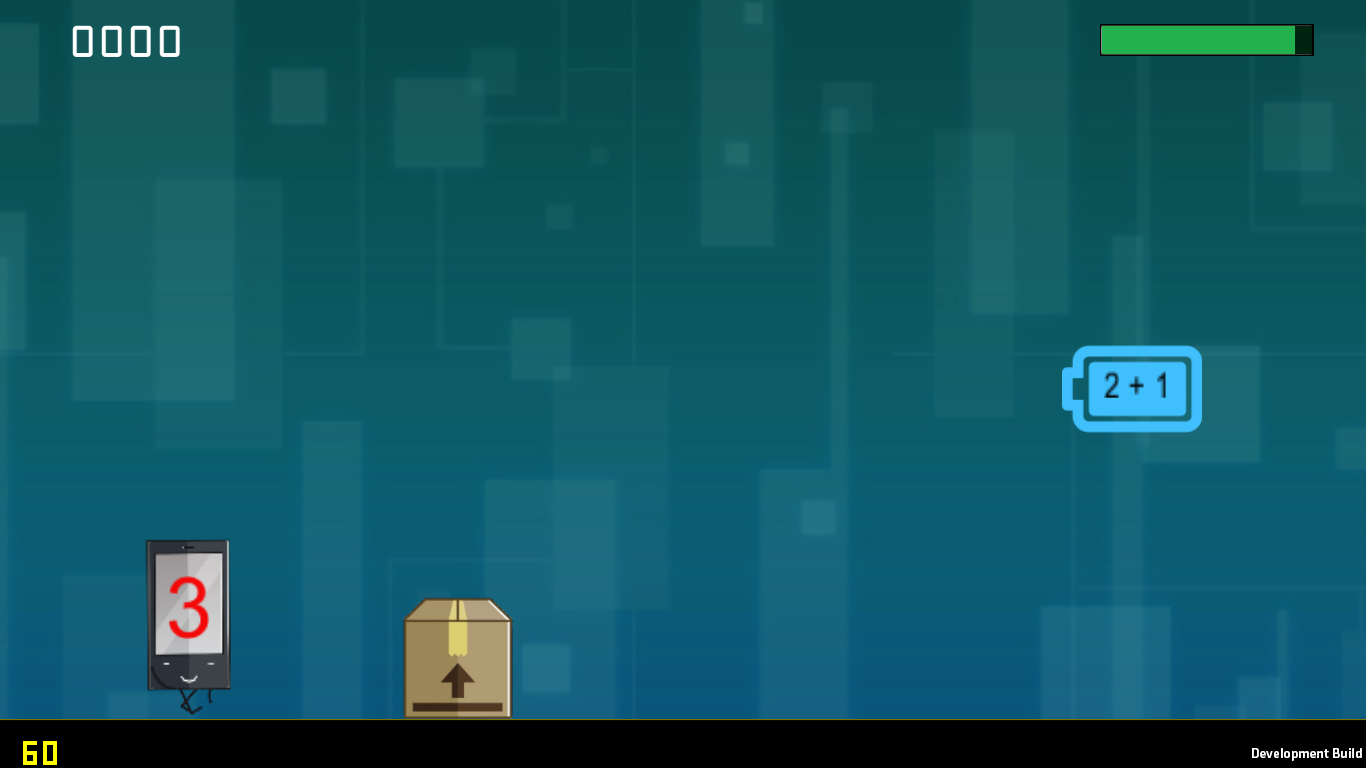 0000
2 + 1
3
60
Development Build